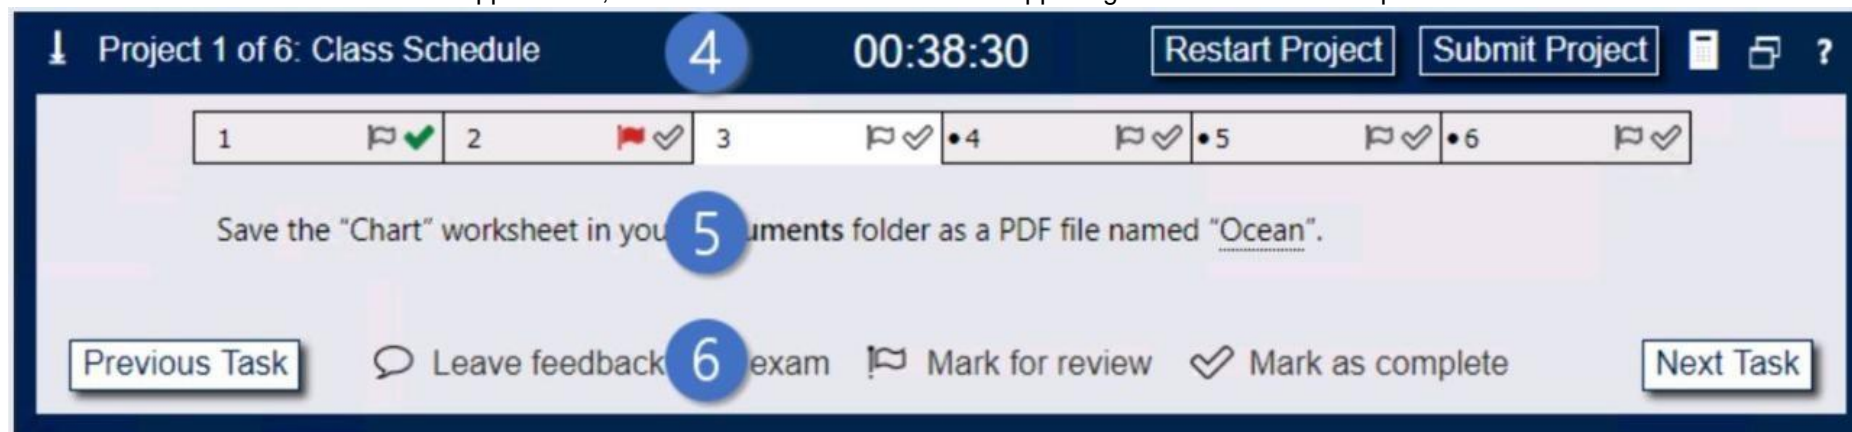 Project 1 of 6: Class Schedule 4 00:38:30 Restart Project Submit Project ?
1 2 3 •4 •5 •6
Save the "Chart" worksheet in you 5 uments folder as a PDF file named "Ocean".
Previous Task Leave feedback 6 exam Mark for review Mark as complete Next Task